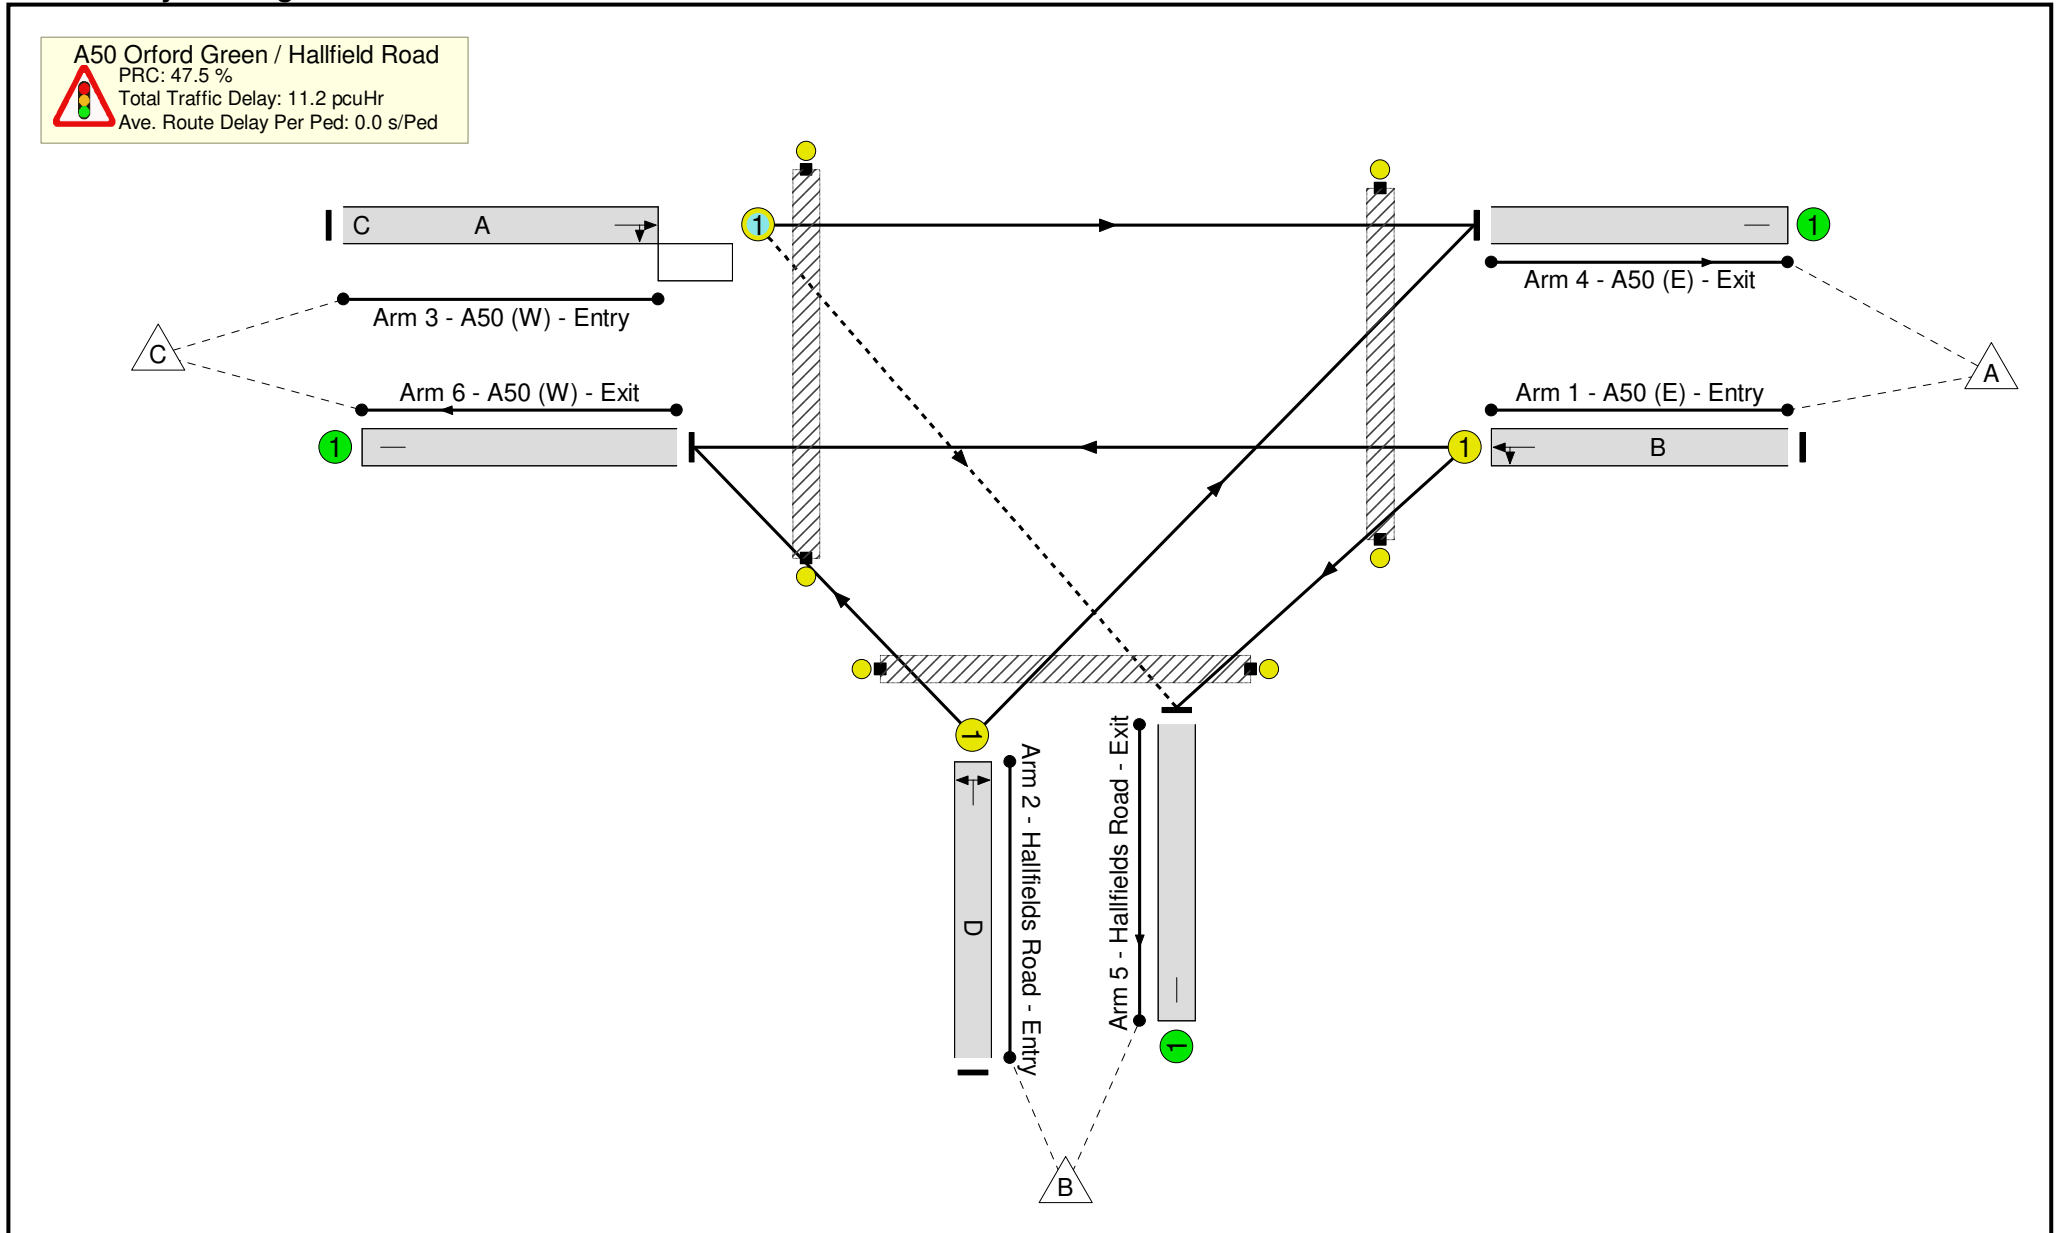 A50 Orford Green / Hallfield Road
PRC: 47.5 %
Total Traffic Delay: 11.2 pcuHr
Ave. Route Delay Per Ped: 0.0 s/Ped
C A
1
1
Arm 3 - A50 (W) - Entry
Arm 4 - A50 (E) - Exit
C
A
Arm 6 - A50 (W) - Exit
Arm 1 - A50 (E) - Entry
1
1
B
1
Arm 2 - Hallfields Road - Entry
Arm 5 - Hallfields Road - Exit
D
1
B